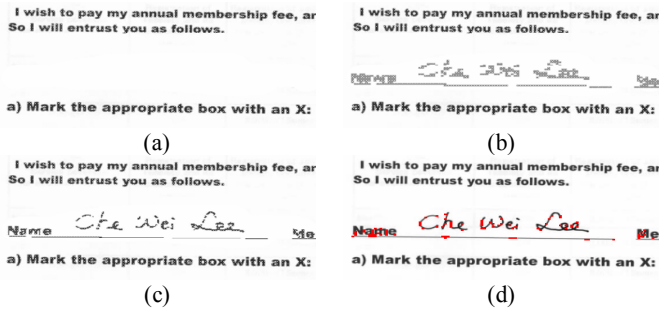 I wish to pay my annual membership fee, ar
So I will entrust you as follows.
a) Mark the appropriate box with an X:
(a)
I wish to pay my annual membership fee, ar
So I will entrust you as follows.
Name Che Wei Lee Me
a) Mark the appropriate box with an X:
(b)
I wish to pay my annual membership fee, ar
So I will entrust you as follows.
Name Che Wei Lee Me
a) Mark the appropriate box with an X:
(c)
I wish to pay my annual membership fee, ar
So I will entrust you as follows.
Name Che Wei Lee Me
a) Mark the appropriate box with an X:
(d)